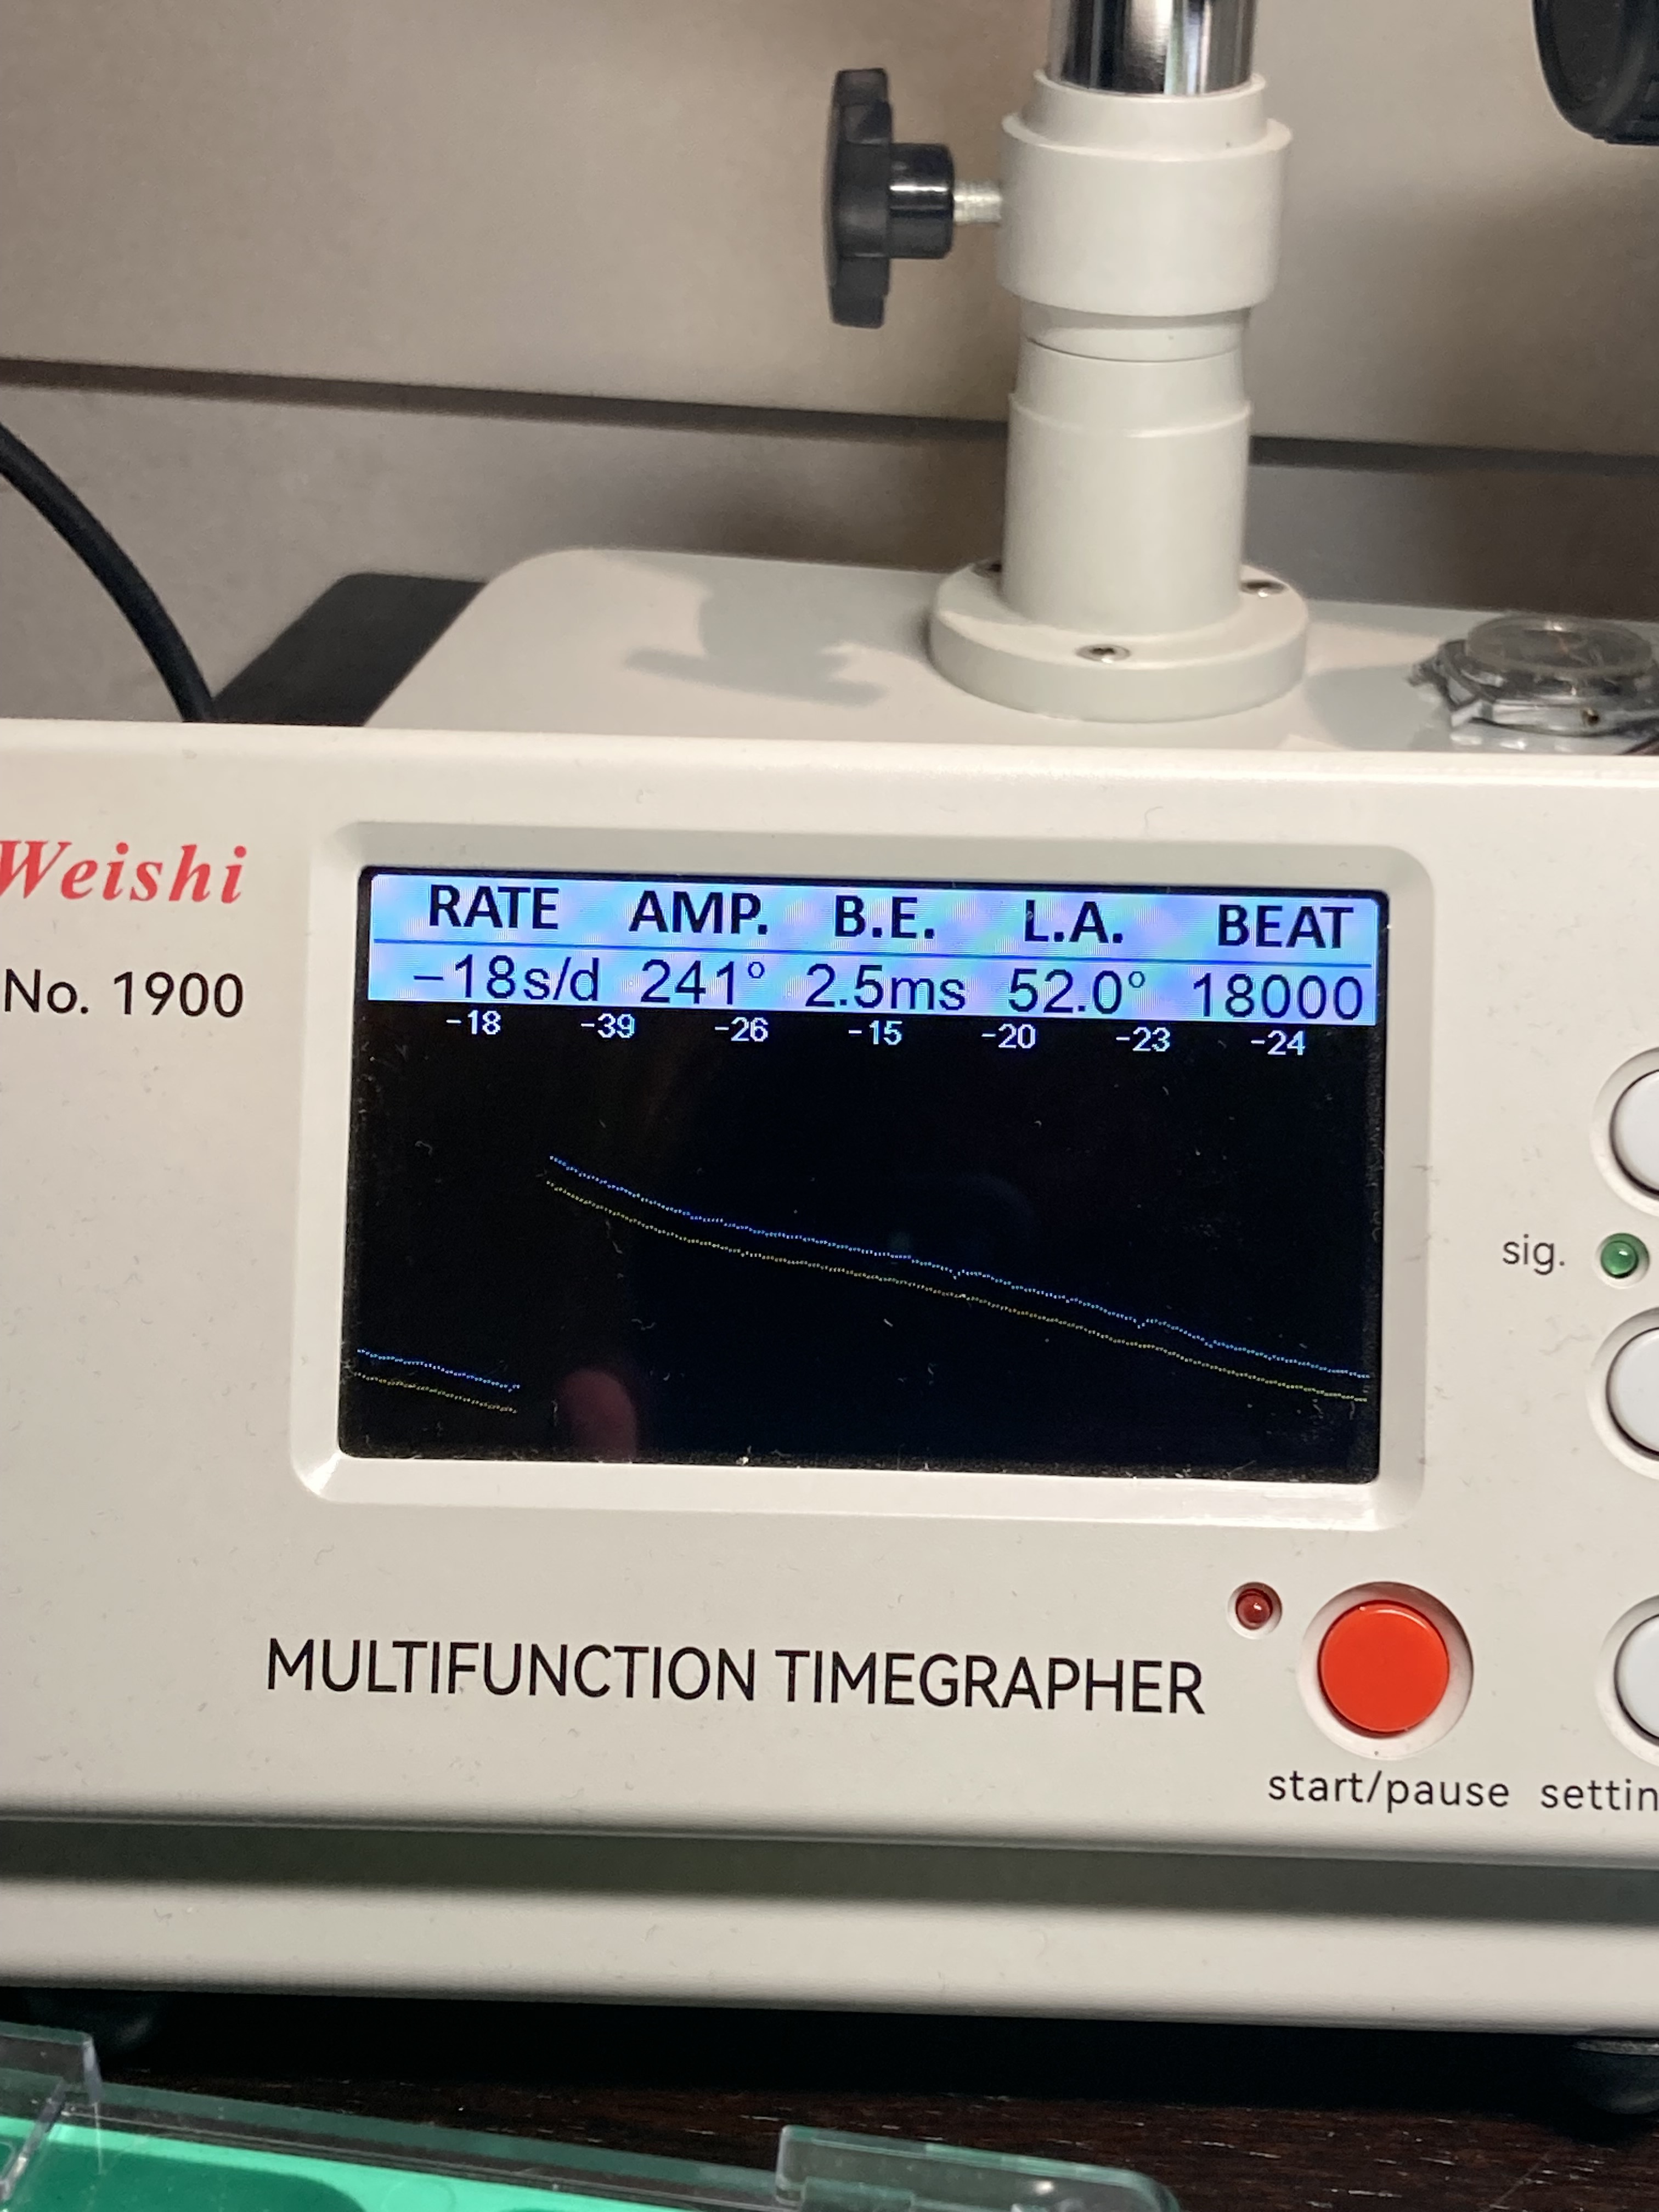 Weishi
No. 1900
RATE AMP. B.E. L.A. BEAT
−18s/d 241° 2.5ms 52.0° 18000
-18 -39 -26 -15 -20 -23 -24
sig.
MULTIFUNCTION TIMEGRAPHER
start/pause